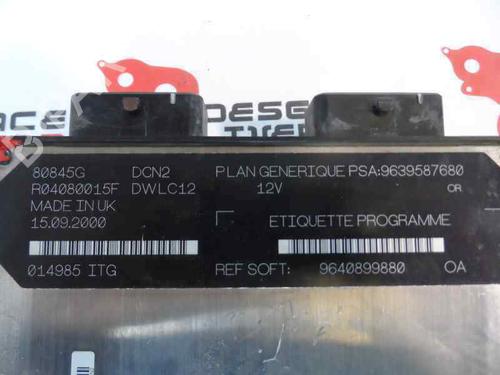 80845G DCN2 PLAN GENERIQUE PSA:9639587680
R04080015F DWLC12 12V OR
MADE IN UK
15.09.2000 ETIQUETTE PROGRAMME
014985 ITG REF SOFT: 9640899880 OA